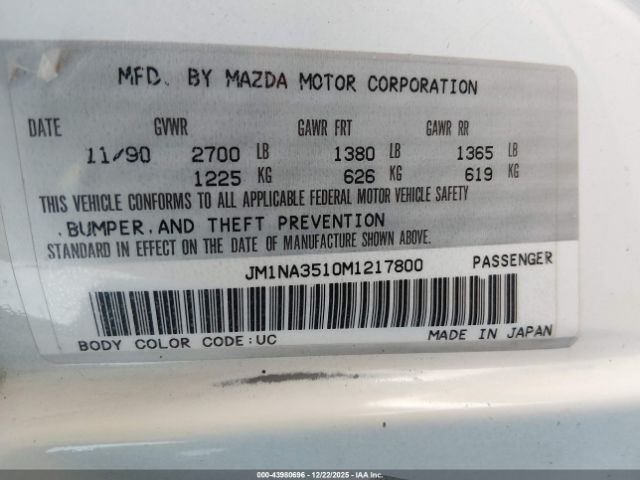 MFD. BY MAZDA MOTOR CORPORATION
DATE GVWR GAWR FRT GAWR RR
11/90 2700 LB 1380 LB 1365 LB
1225 KG 626 KG 619 KG
THIS VEHICLE CONFORMS TO ALL APPLICABLE FEDERAL MOTOR VEHICLE SAFETY
,BUMPER,AND THEFT PREVENTION
STANDARD IN EFFECT ON THE DATE OF MANUFACTURE SHOWN ABOVE.
JM1NA3510M1217800 PASSENGER
BODY COLOR CODE:UC MADE IN JAPAN
000-43980696 - 12/22/2025 - USASEAL